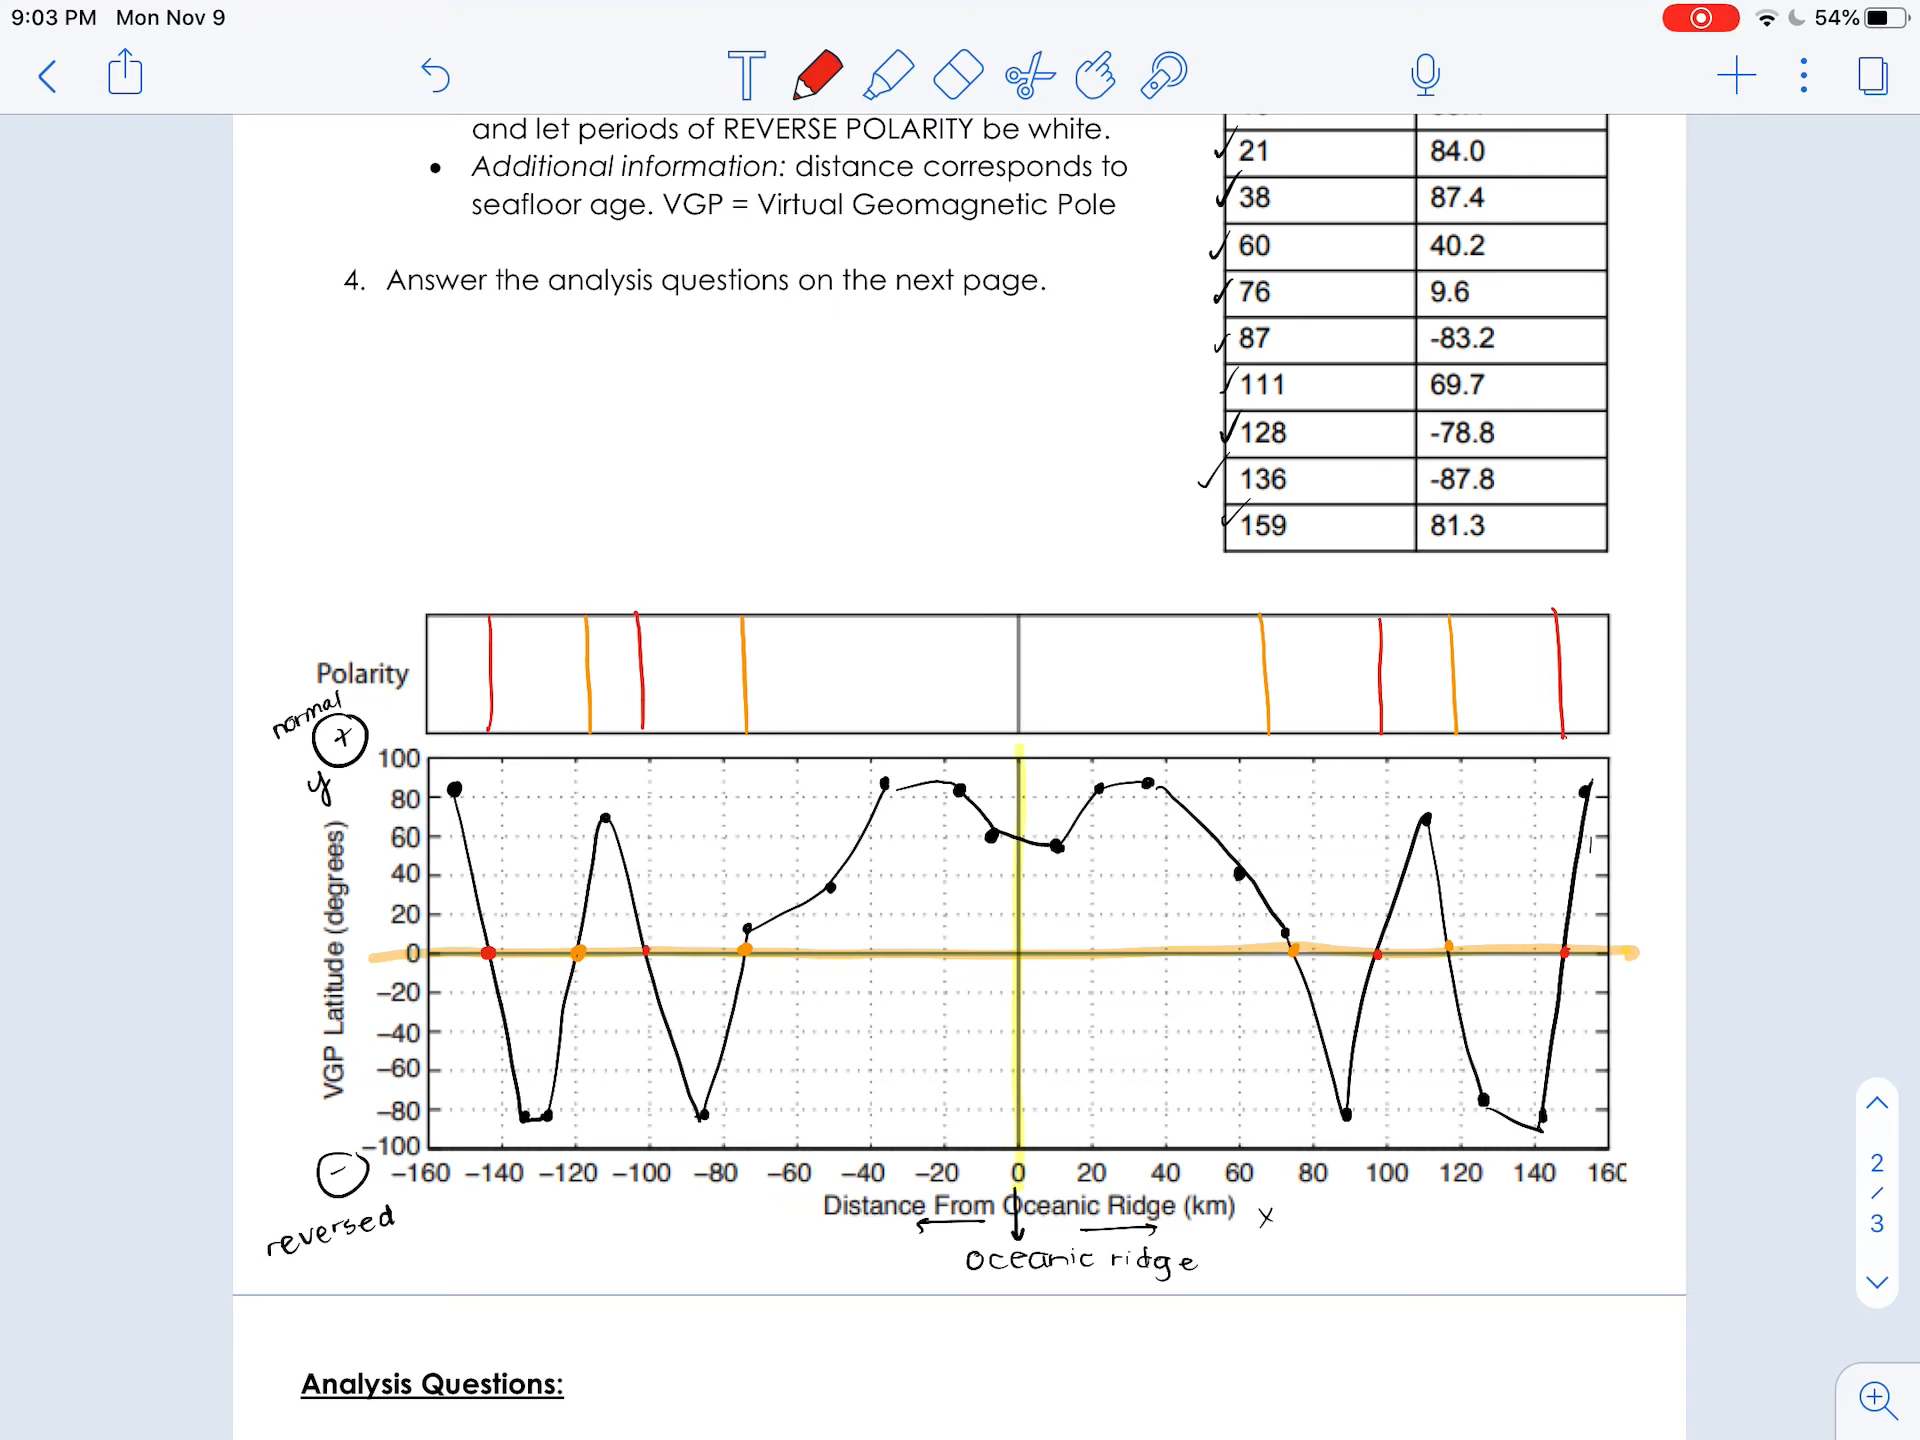 9:03 PM Mon Nov 9
54%
T
and let periods of REVERSE POLARITY be white.
• Additional information: distance corresponds to
seafloor age. VGP = Virtual Geomagnetic Pole
4. Answer the analysis questions on the next page.
21 84.0
38 87.4
60 40.2
76 9.6
87 -83.2
111 69.7
128 -78.8
136 -87.8
159 81.3
Polarity
normal
+
y
VGP Latitude (degrees)
100
80
60
40
20
0
−20
−40
−60
−80
−100
−160 −140 −120 −100 −80 −60 −40 −20 0 20 40 60 80 100 120 140 160
Distance From Oceanic Ridge (km) x
−
reversed
oceanic ridge
2
/
3
Analysis Questions: